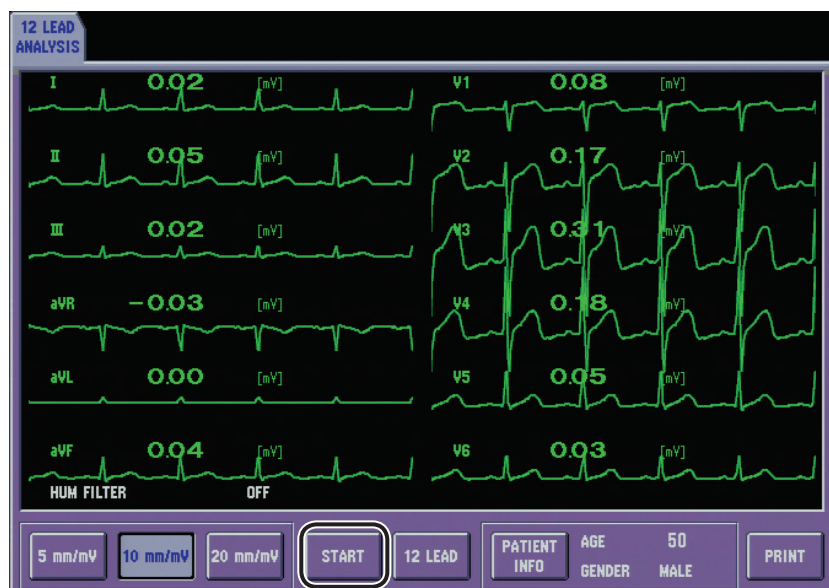 12 LEAD
ANALYSIS
I 0.02 [mV] V1 0.08 [mV]
II 0.05 [mV] V2 0.17 [mV]
III 0.02 [mV] V3 0.31 [mV]
aVR −0.03 [mV] V4 0.18 [mV]
aVL 0.00 [mV] V5 0.05 [mV]
aVF 0.04 [mV] V6 0.03 [mV]
HUM FILTER OFF
5 mm/mV 10 mm/mV 20 mm/mV START 12 LEAD PATIENT INFO AGE 50 PRINT
GENDER MALE